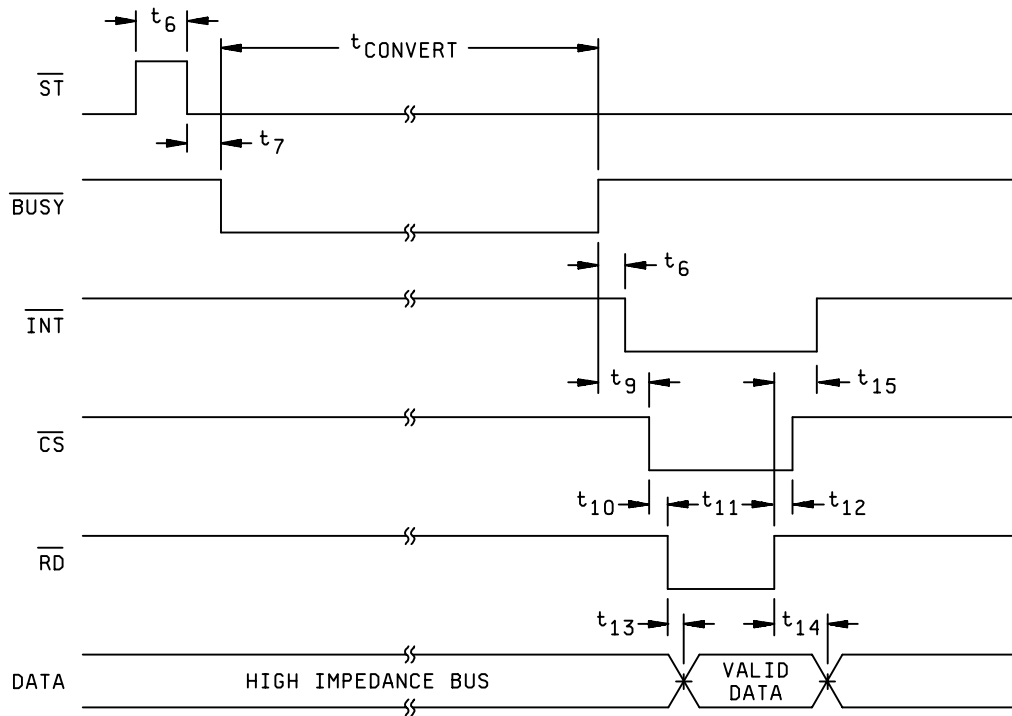 t6
tCONVERT
ST
t7
BUSY
t6
INT
t9
t15
CS
t10
t11
t12
RD
t13
t14
DATA
HIGH IMPEDANCE BUS
VALID
DATA